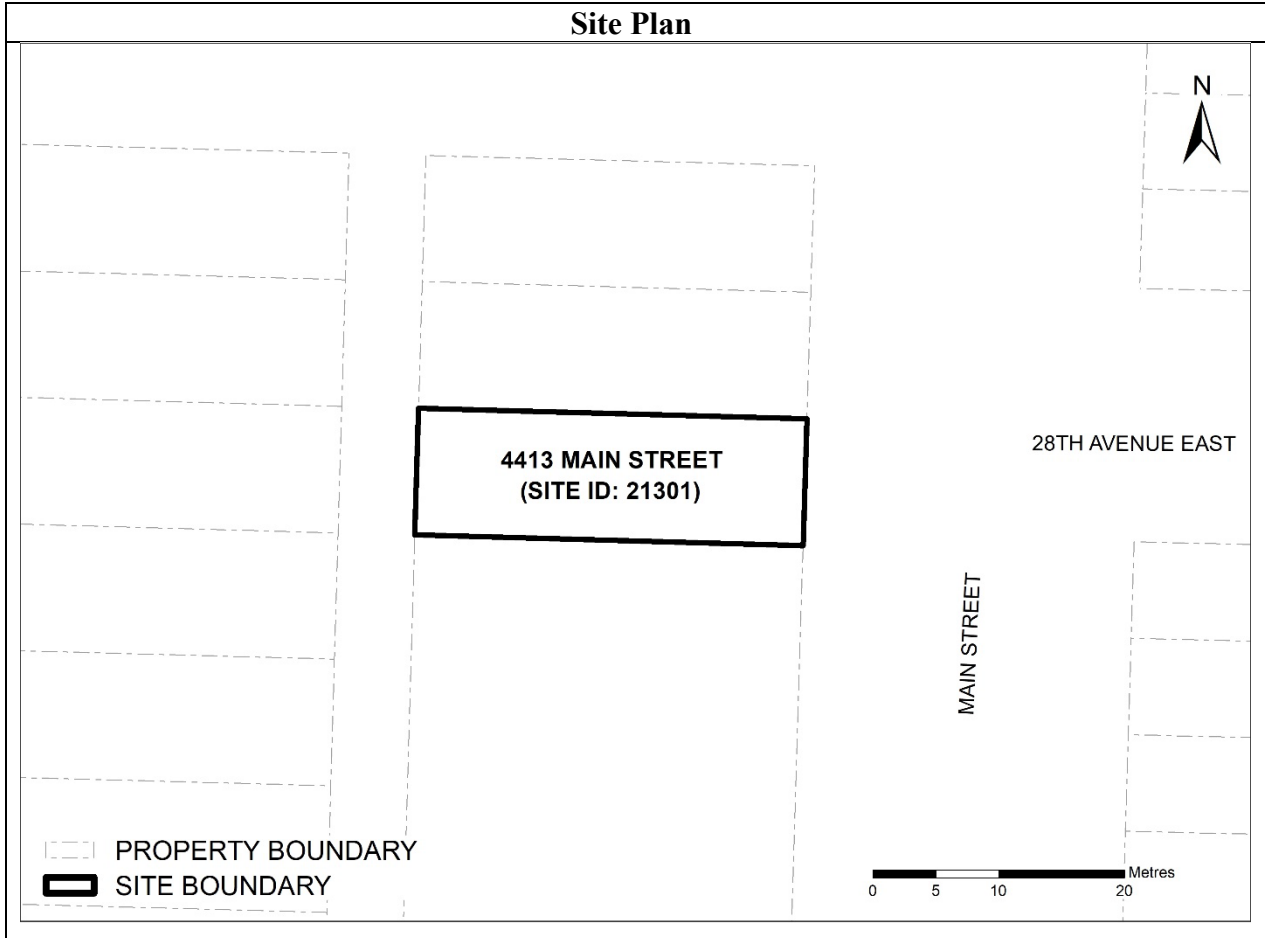 Site Plan
N
28TH AVENUE EAST
4413 MAIN STREET
(SITE ID: 21301)
MAIN STREET
PROPERTY BOUNDARY
SITE BOUNDARY
Metres
0 5 10 20